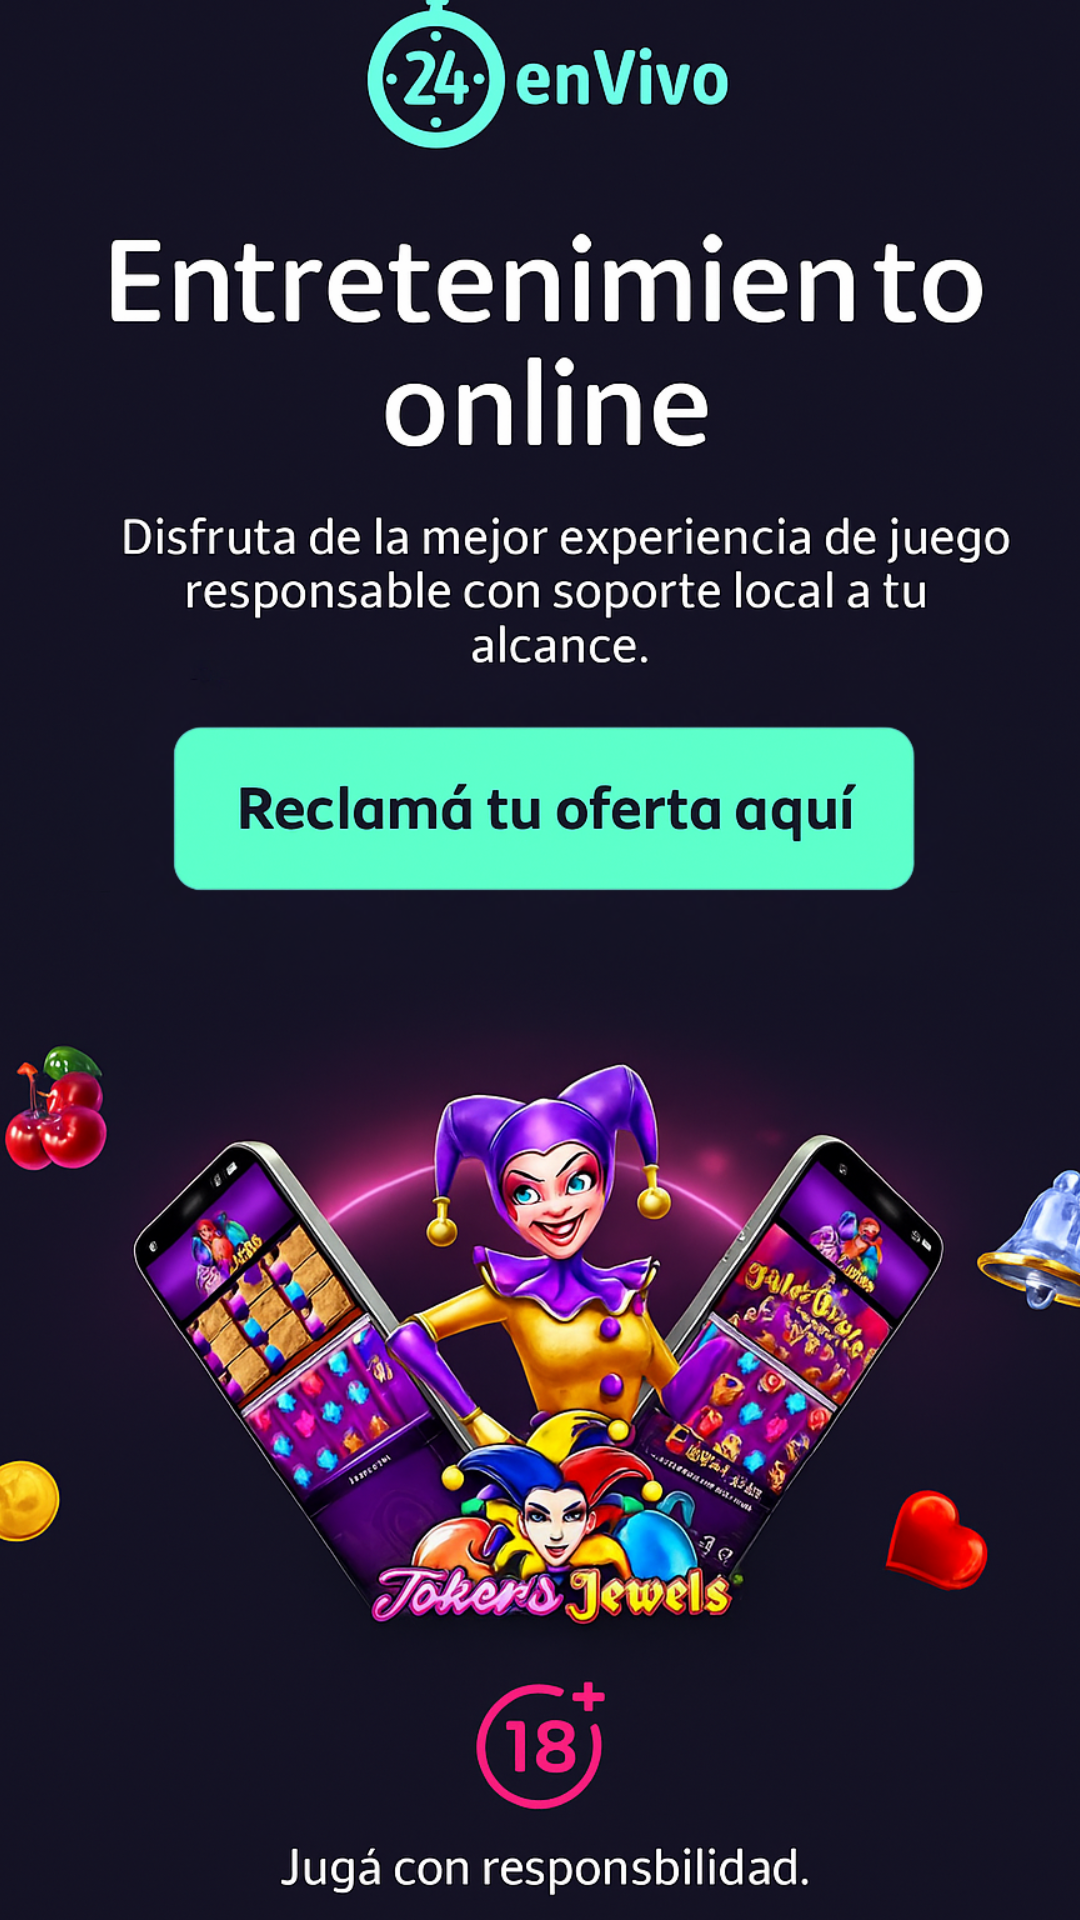 24 enVivo
Entretenimiento
online
Disfruta de la mejor experiencia de juego
responsable con soporte local a tu
alcance.
Reclamá tu oferta aquí
Jokers Jewels
18+
Jugá con responsbilidad.